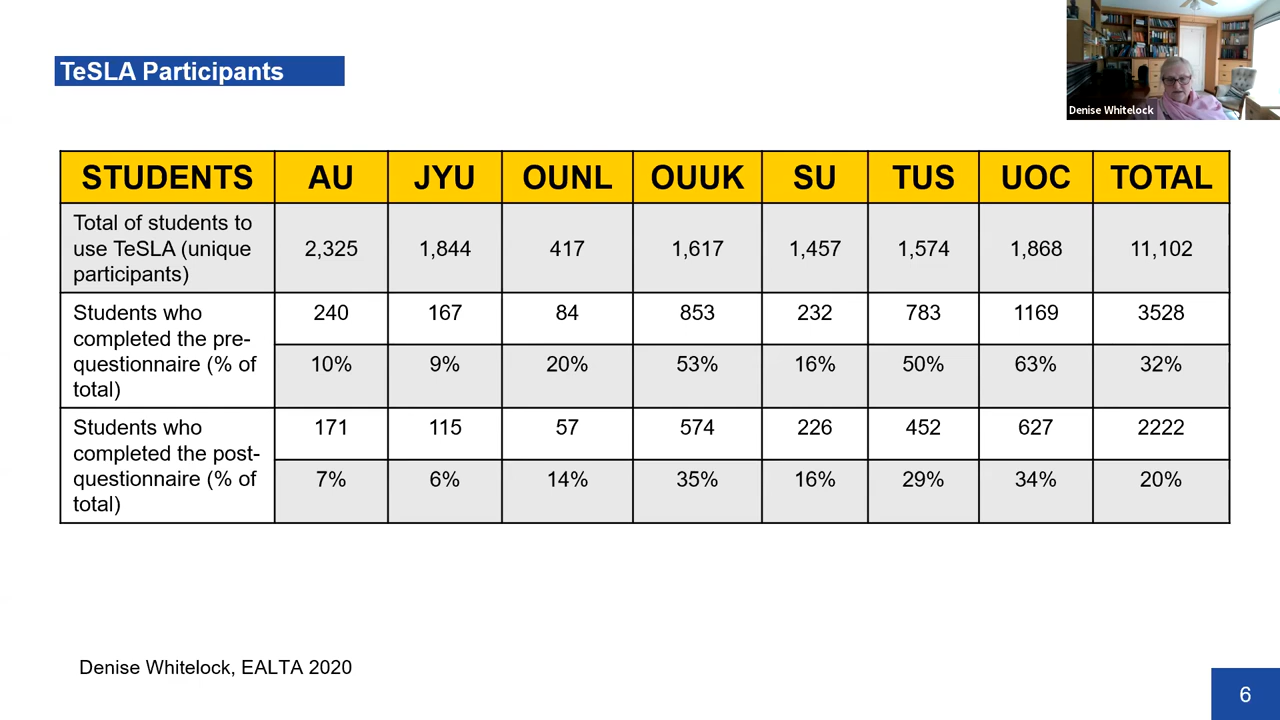 TeSLA Participants
Denise Whitelock
STUDENTS AU JYU OUNL OUUK SU TUS UOC TOTAL
Total of students to
use TeSLA (unique
participants)
2,325 1,844 417 1,617 1,457 1,574 1,868 11,102
Students who
completed the pre-
questionnaire (% of
total)
240 167 84 853 232 783 1169 3528
10% 9% 20% 53% 16% 50% 63% 32%
Students who
completed the post-
questionnaire (% of
total)
171 115 57 574 226 452 627 2222
7% 6% 14% 35% 16% 29% 34% 20%
Denise Whitelock, EALTA 2020
6